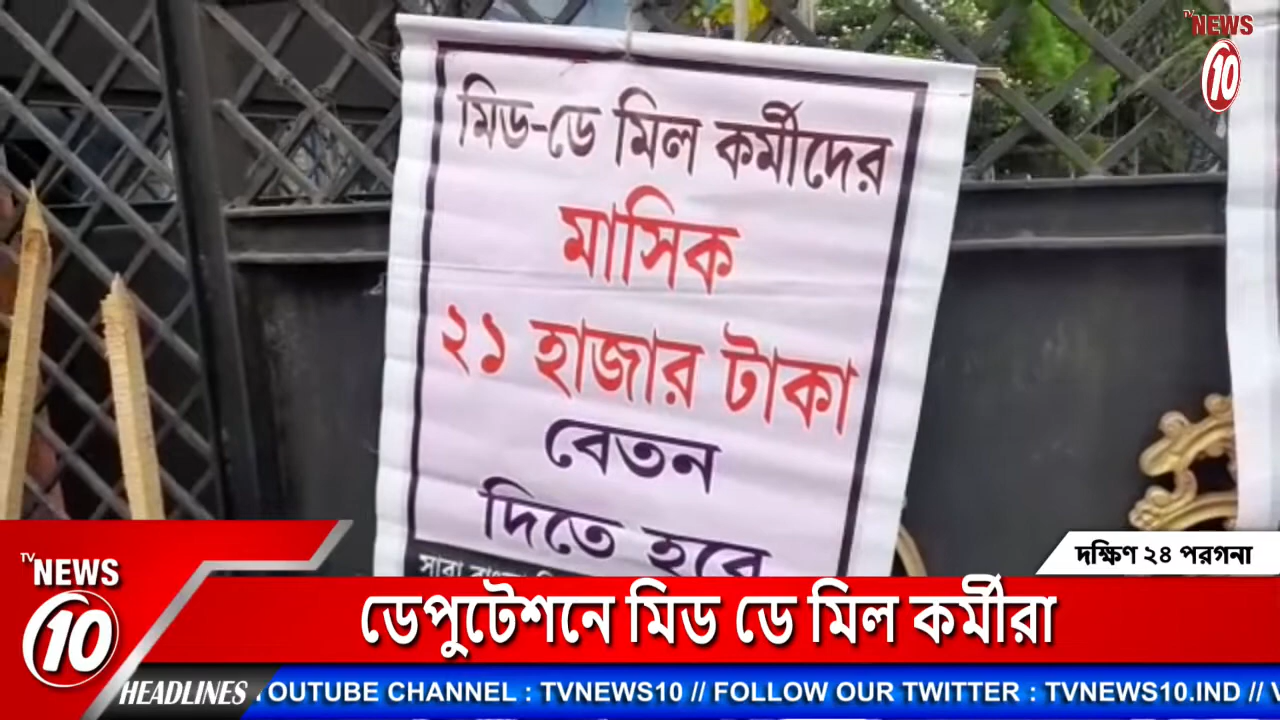 TV NEWS
10
মিড-ডে মিল কর্মীদের
মাসিক
২১ হাজার টাকা
বেতন
দিতে হবে
সারা বাংলা
দক্ষিণ ২৪ পরগনা
TV NEWS
10
ডেপুটেশনে মিড ডে মিল কর্মীরা
HEADLINES
OUTUBE CHANNEL : TVNEWS10 // FOLLOW OUR TWITTER : TVNEWS10.IND // V